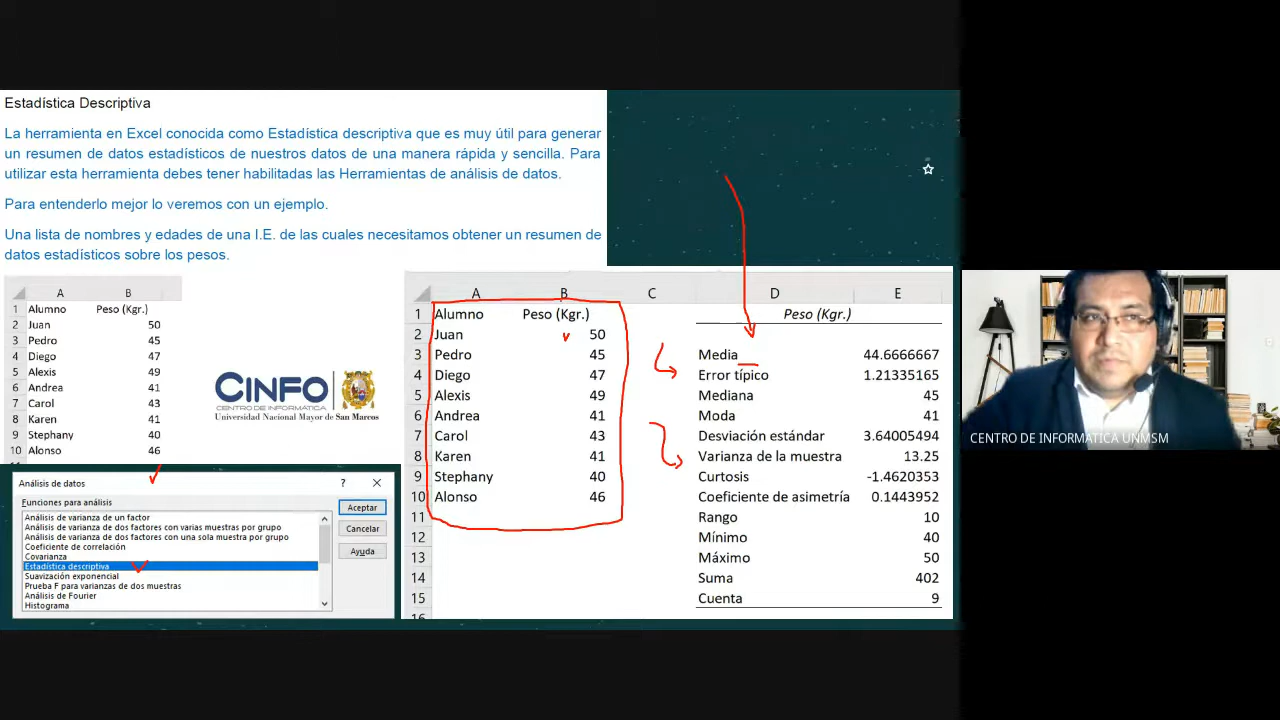 Estadística Descriptiva
La herramienta en Excel conocida como Estadística descriptiva que es muy útil para generar
un resumen de datos estadísticos de nuestros datos de una manera rápida y sencilla. Para
utilizar esta herramienta debes tener habilitadas las Herramientas de análisis de datos.
Para entenderlo mejor lo veremos con un ejemplo.
Una lista de nombres y edades de una I.E. de las cuales necesitamos obtener un resumen de
datos estadísticos sobre los pesos.
A B
1 Alumno Peso (Kgr.)
2 Juan 50
3 Pedro 45
4 Diego 47
5 Alexis 49
6 Andrea 41
7 Carol 43
8 Karen 41
9 Stephany 40
10 Alonso 46
CINFO
CENTRO DE INFORMATICA
Universidad Nacional Mayor de San Marcos
Análisis de datos ? X
Funciones para análisis
Análisis de varianza de un factor
Análisis de varianza de dos factores con varias muestras por grupo
Análisis de varianza de dos factores con una sola muestra por grupo
Coeficiente de correlación
Covarianza
Estadística descriptiva
Suavización exponencial
Prueba F para varianzas de dos muestras
Análisis de Fourier
Histograma
Aceptar
Cancelar
Ayuda
A B C D E
1 Alumno Peso (Kgr.) Peso (Kgr.)
2 Juan 50
3 Pedro 45 Media 44.6666667
4 Diego 47 Error típico 1.21335165
5 Alexis 49 Mediana 45
6 Andrea 41 Moda 41
7 Carol 43 Desviación estándar 3.64005494
8 Karen 41 Varianza de la muestra 13.25
9 Stephany 40 Curtosis -1.4620353
10 Alonso 46 Coeficiente de asimetría 0.1443952
11 Rango 10
12 Mínimo 40
13 Máximo 50
14 Suma 402
15 Cuenta 9
16
CENTRO DE INFORMATICA UNMSM